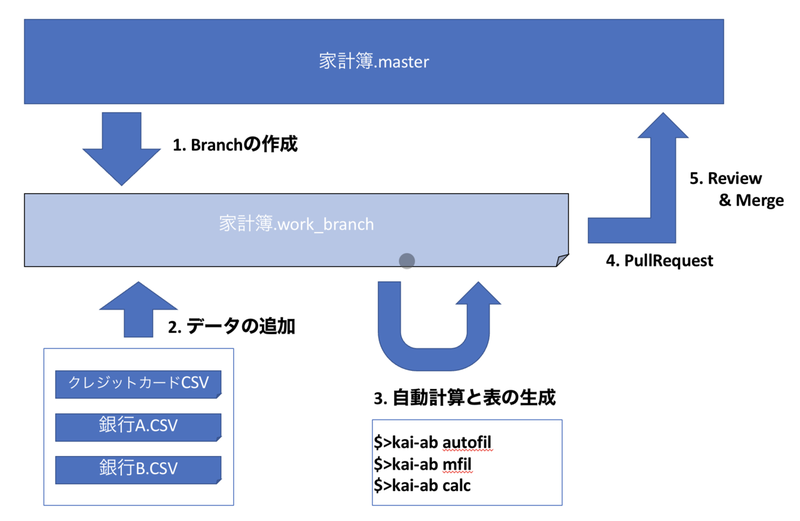 家計簿.master
1. Branchの作成
家計簿.work_branch
5. Review
& Merge
4. PullRequest
2. データの追加
クレジットカードCSV
銀行A.CSV
銀行B.CSV
3. 自動計算と表の生成
$>kai-ab autofil
$>kai-ab mfil
$>kai-ab calc